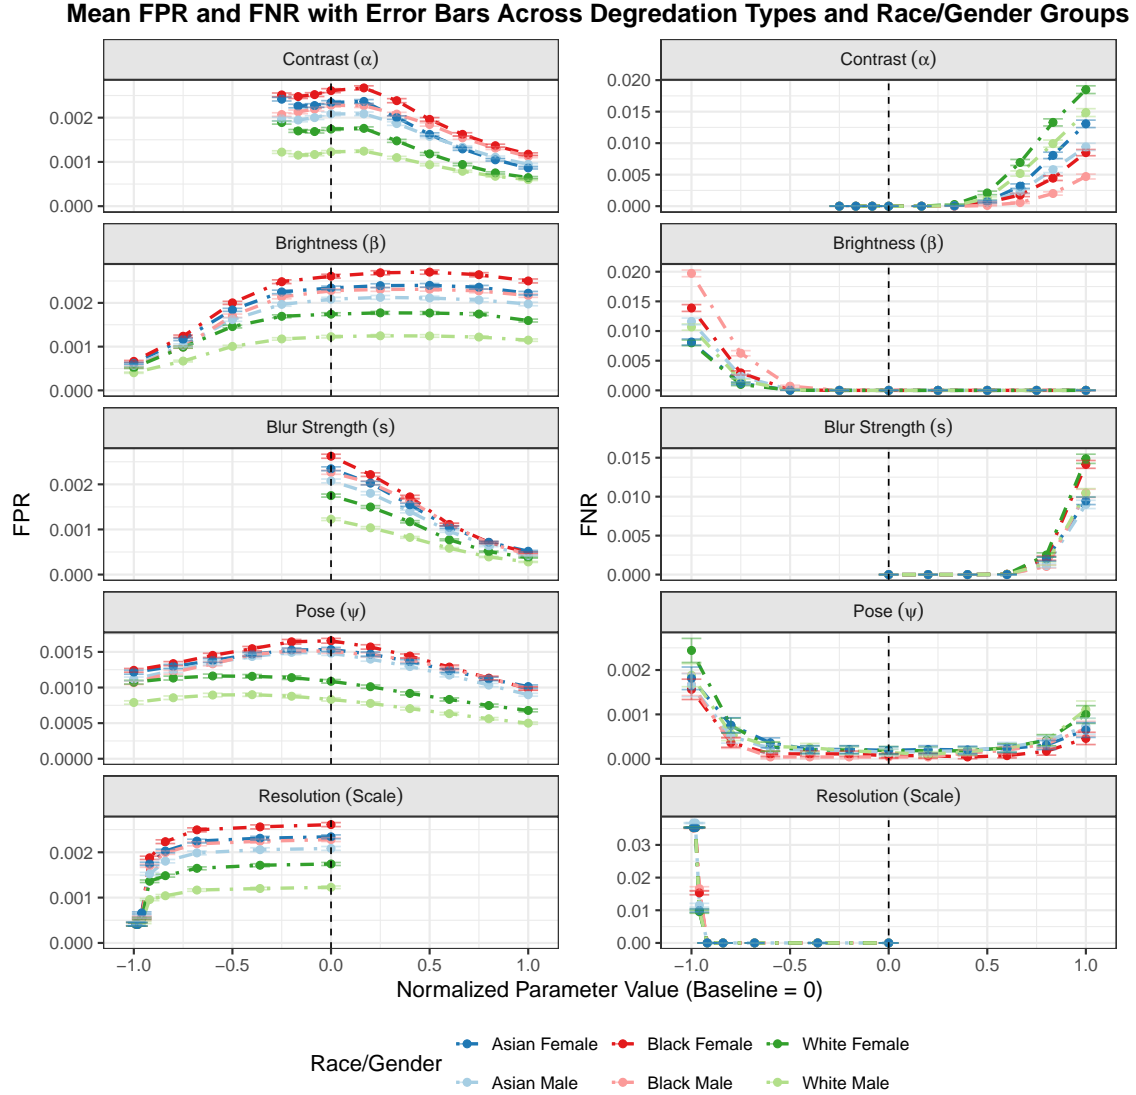 Mean FPR and FNR with Error Bars Across Degredation Types and Race/Gender Groups
Contrast (α)
0.002
0.001
0.000
Contrast (α)
0.020
0.015
0.010
0.005
0.000
Brightness (β)
0.002
0.001
0.000
Brightness (β)
0.020
0.015
0.010
0.005
0.000
Blur Strength (s)
0.002
0.001
0.000
Blur Strength (s)
0.015
0.010
0.005
0.000
FPR
FNR
Pose (ψ)
0.0015
0.0010
0.0005
0.0000
Pose (ψ)
0.002
0.001
0.000
Resolution (Scale)
0.002
0.001
0.000
Resolution (Scale)
0.03
0.02
0.01
0.00
−1.0 −0.5 0.0 0.5 1.0
−1.0 −0.5 0.0 0.5 1.0
Normalized Parameter Value (Baseline = 0)
Race/Gender
Asian Female Black Female White Female
Asian Male Black Male White Male